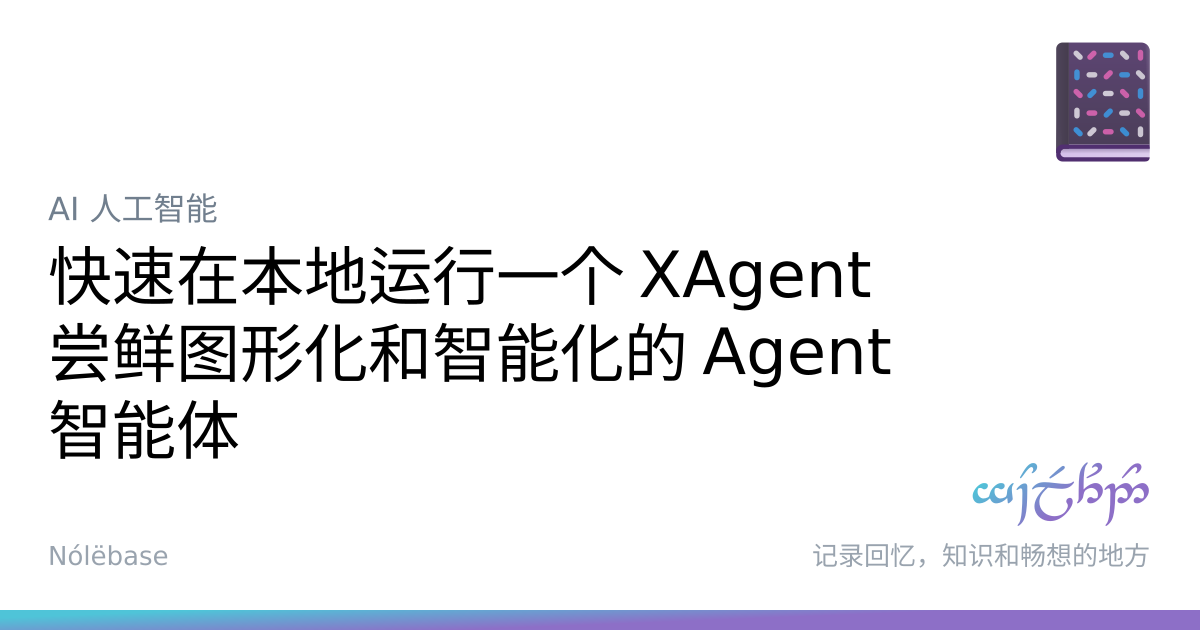 AI 人工智能
快速在本地运行一个 XAgent
尝鲜图形化和智能化的 Agent
智能体
Nólëbase
记录回忆，知识和畅想的地方